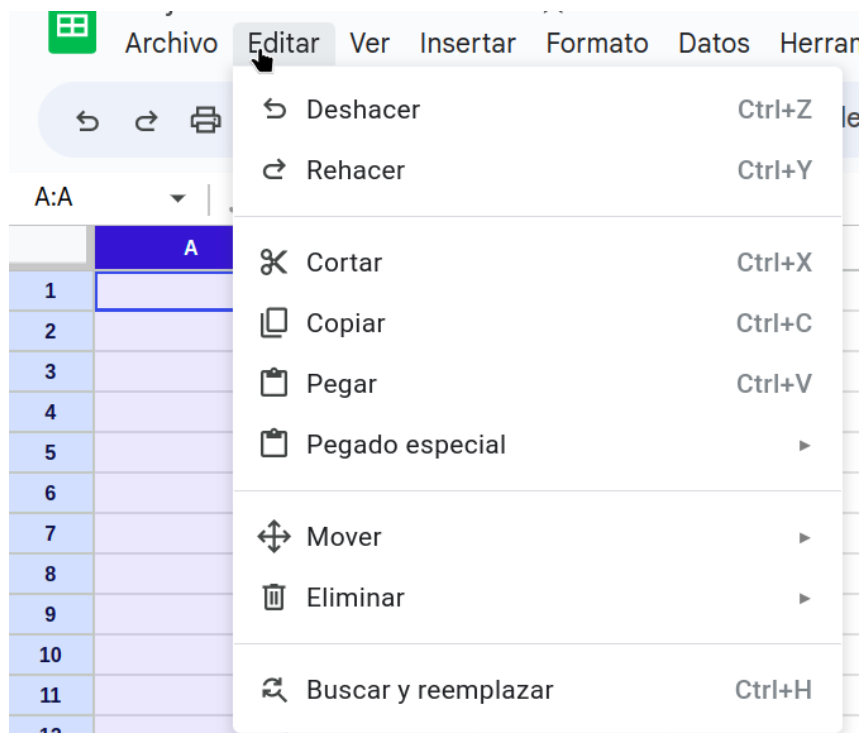 Archivo Editar Ver Insertar Formato Datos Herran
Deshacer Ctrl+Z
Rehacer Ctrl+Y
A:A
A
Cortar Ctrl+X
1
Copiar Ctrl+C
2
3
Pegar Ctrl+V
4
Pegado especial
5
6
7
Mover
8
Eliminar
9
10
11
Buscar y reemplazar Ctrl+H